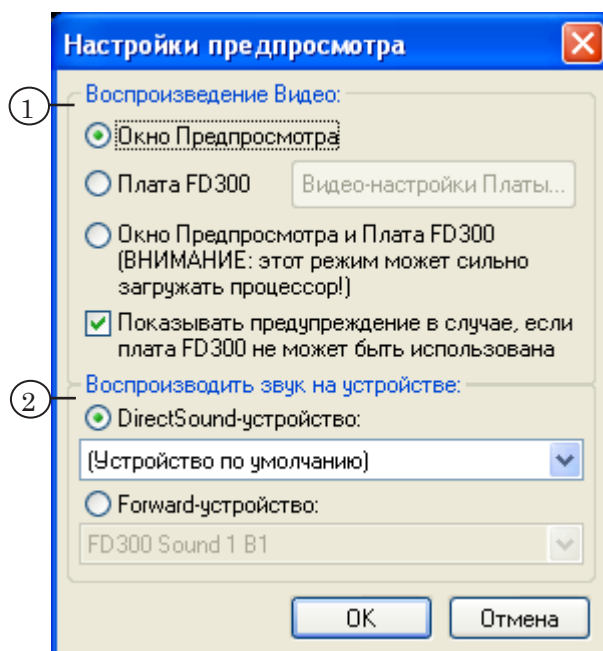 Настройки предпросмотра
1
Воспроизведение Видео:
Окно Предпросмотра
Плата FD300
Видео-настройки Платы...
Окно Предпросмотра и Плата FD300
(ВНИМАНИЕ: этот режим может сильно
загружать процессор!)
Показывать предупреждение в случае, если
плата FD300 не может быть использована
2
Воспроизводить звук на устройстве:
DirectSound-устройство:
(Устройство по умолчанию)
Forward-устройство:
FD300 Sound 1 B1
OK
Отмена